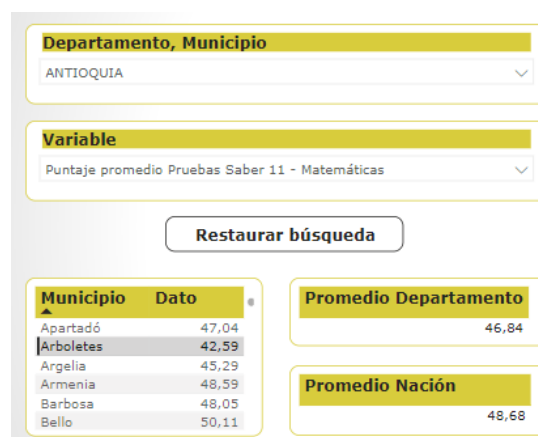 Departamento, Municipio
ANTIOQUIA
Variable
Puntaje promedio Pruebas Saber 11 - Matemáticas
Restaurar búsqueda
Municipio Dato
Apartadó 47,04
Arboletes 42,59
Argelia 45,29
Armenia 48,59
Barbosa 48,05
Bello 50,11
Promedio Departamento
46,84
Promedio Nación
48,68